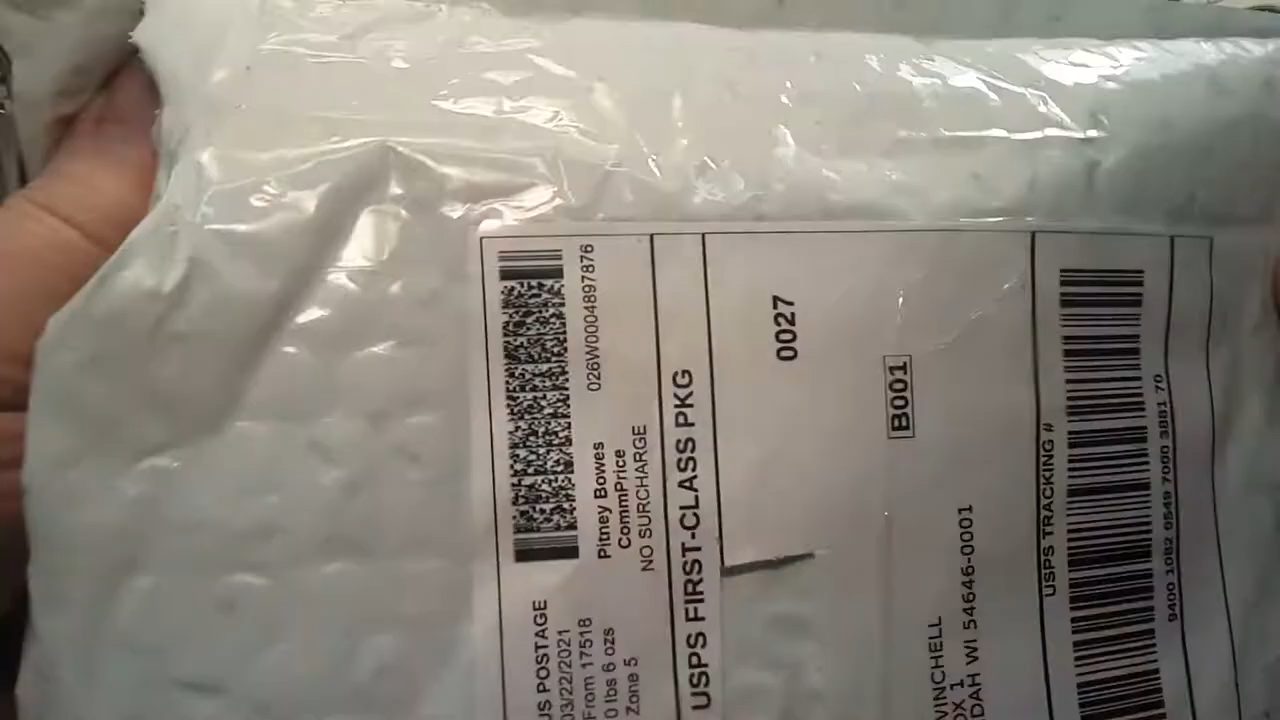 US POSTAGE
03/22/2021
From 17518
0 lbs 6 ozs
Zone 5
Pitney Bowes
CommPrice
NO SURCHARGE
026W0004897876
USPS FIRST-CLASS PKG
0027
B001
VINCHELL
OX 1
DAH WI 54646-0001
USPS TRACKING #
9400 1082 0549 7000 3881 70